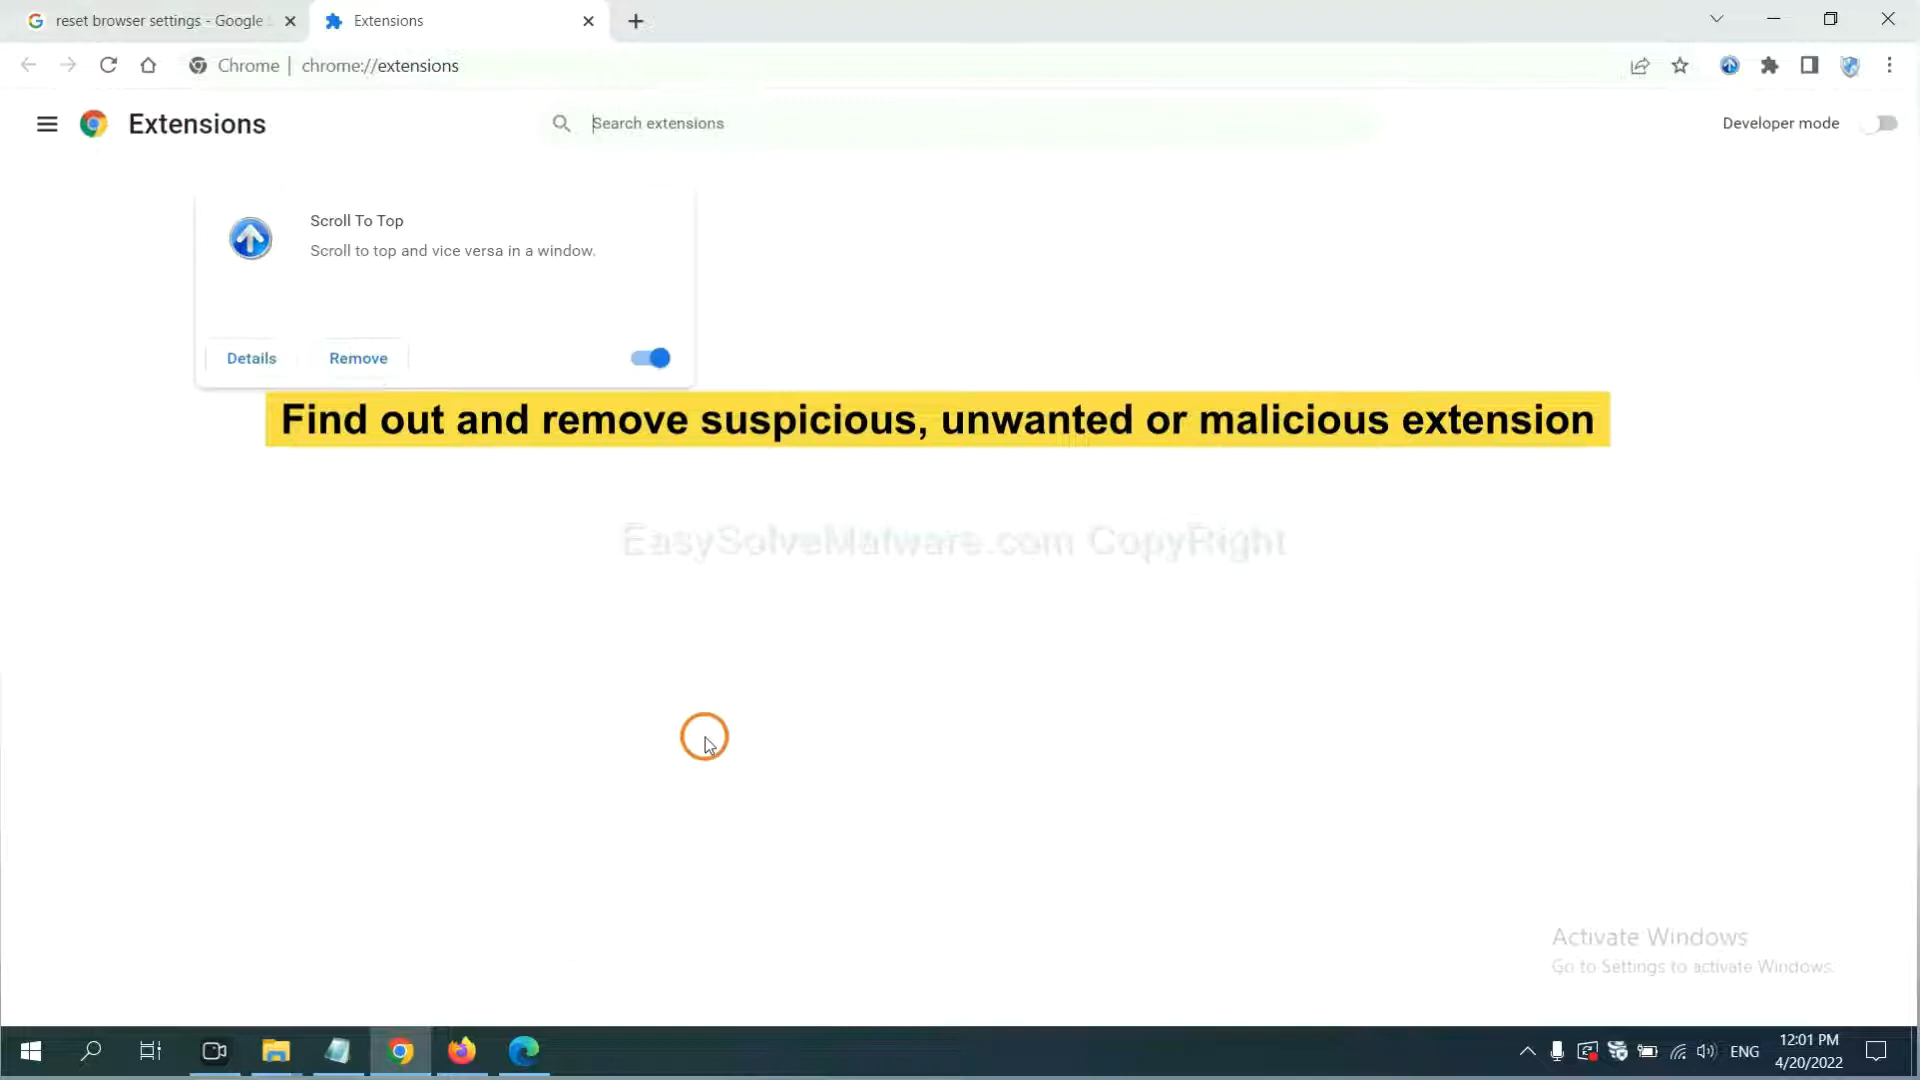 reset browser settings - Google
Extensions
Chrome | chrome://extensions
Extensions
Search extensions
Developer mode
Scroll To Top
Scroll to top and vice versa in a window.
Details
Remove
Find out and remove suspicious, unwanted or malicious extension
EasySolveMalware.com CopyRight
Activate Windows
Go to Settings to activate Windows.
ENG
12:01 PM
4/20/2022